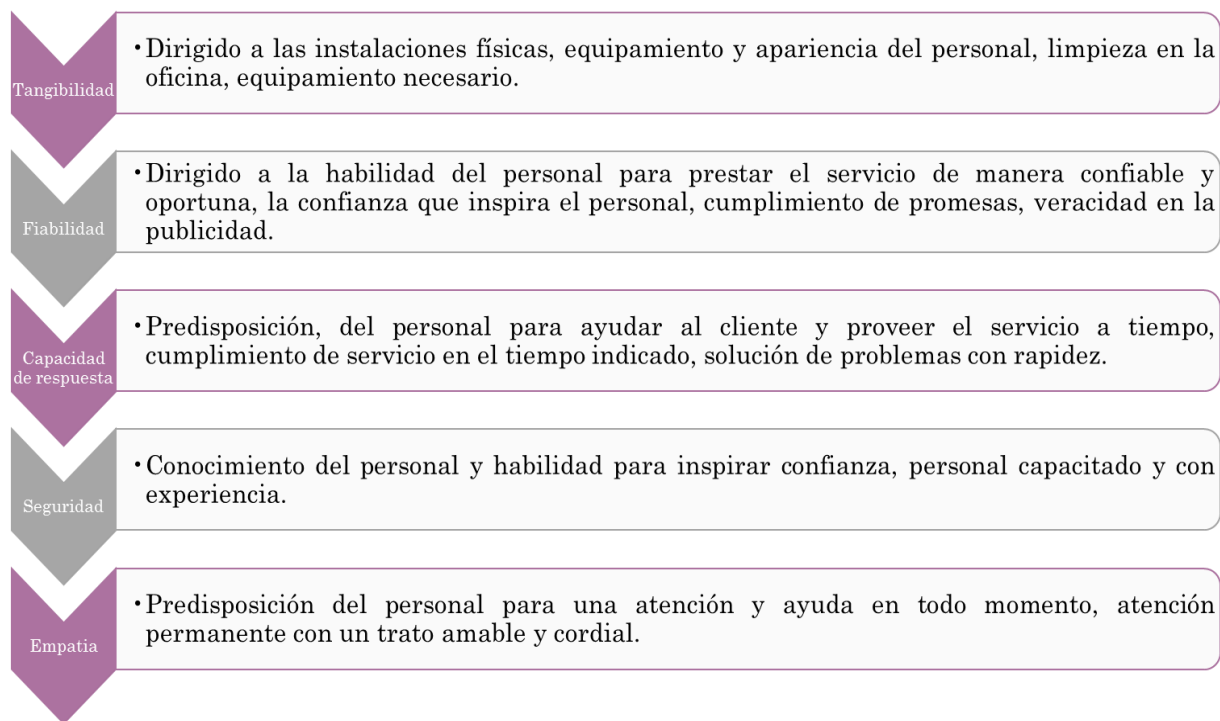 Tangibilidad
•Dirigido a las instalaciones físicas, equipamiento y apariencia del personal, limpieza en la
oficina, equipamiento necesario.
Fiabilidad
•Dirigido a la habilidad del personal para prestar el servicio de manera confiable y
oportuna, la confianza que inspira el personal, cumplimiento de promesas, veracidad en la
publicidad.
Capacidad
de respuesta
•Predisposición, del personal para ayudar al cliente y proveer el servicio a tiempo,
cumplimiento de servicio en el tiempo indicado, solución de problemas con rapidez.
Seguridad
•Conocimiento del personal y habilidad para inspirar confianza, personal capacitado y con
experiencia.
Empatia
•Predisposición del personal para una atención y ayuda en todo momento, atención
permanente con un trato amable y cordial.